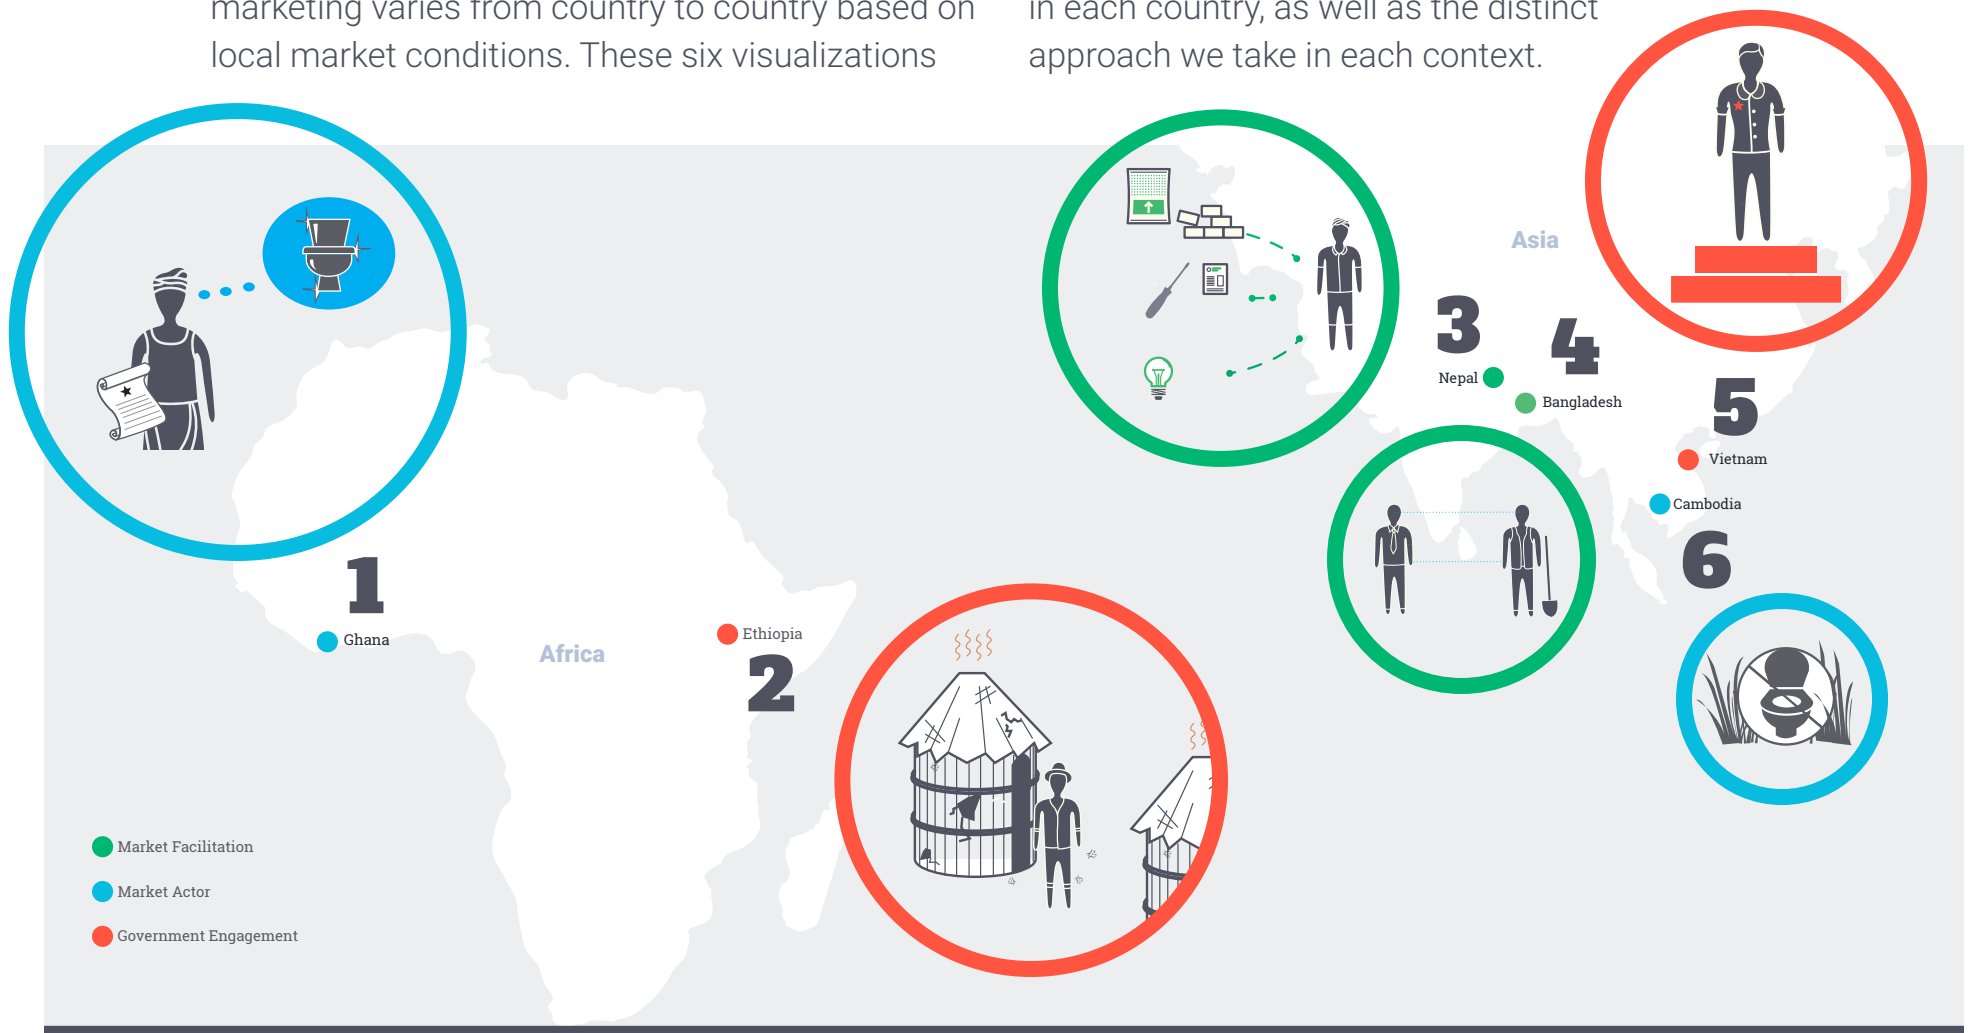 marketing varies from country to country based on
local market conditions. These six visualizations
in each country, as well as the distinct
approach we take in each context.
Asia
3
Nepal
4
Bangladesh
5
Vietnam
Cambodia
6
1
Ghana
Africa
Ethiopia
2
Market Facilitation
Market Actor
Government Engagement